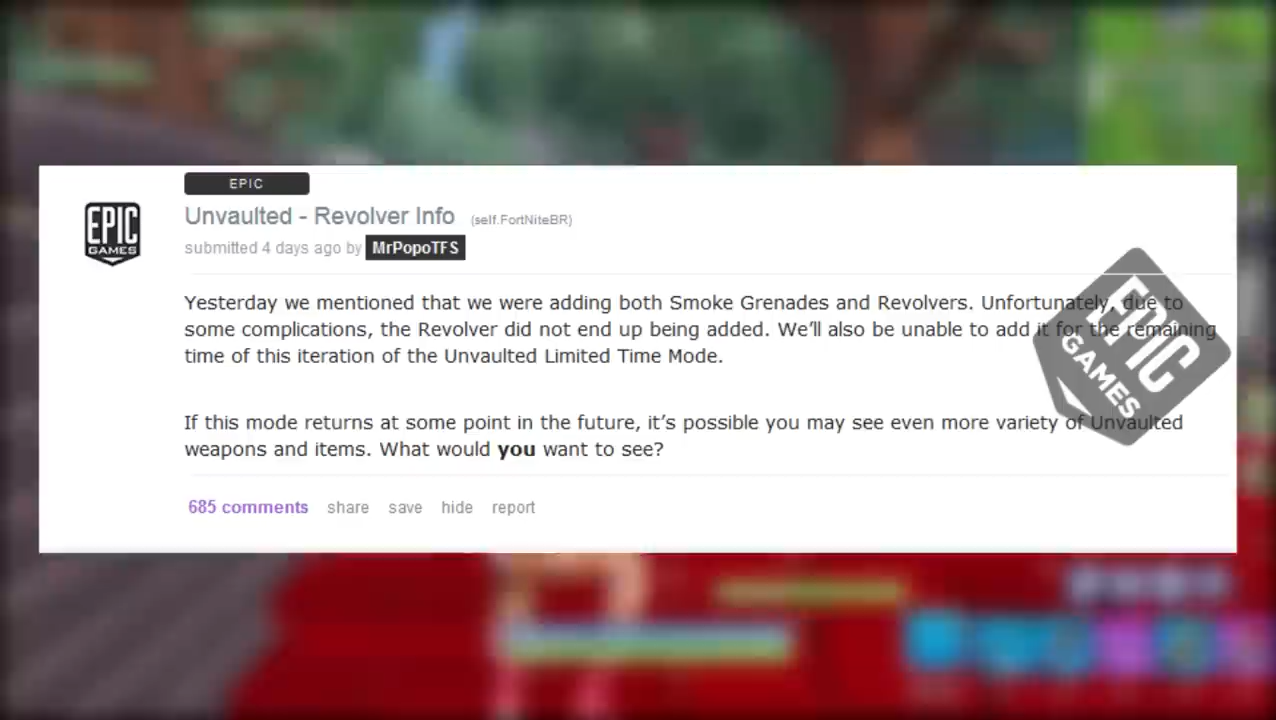 EPIC
EPIC
GAMES
Unvaulted - Revolver Info (self.FortNiteBR)
submitted 4 days ago by MrPopoTFS
Yesterday we mentioned that we were adding both Smoke Grenades and Revolvers. Unfortunately, due to
some complications, the Revolver did not end up being added. We’ll also be unable to add it for the remaining
time of this iteration of the Unvaulted Limited Time Mode.
EPIC
GAMES
If this mode returns at some point in the future, it’s possible you may see even more variety of Unvaulted
weapons and items. What would you want to see?
685 comments share save hide report